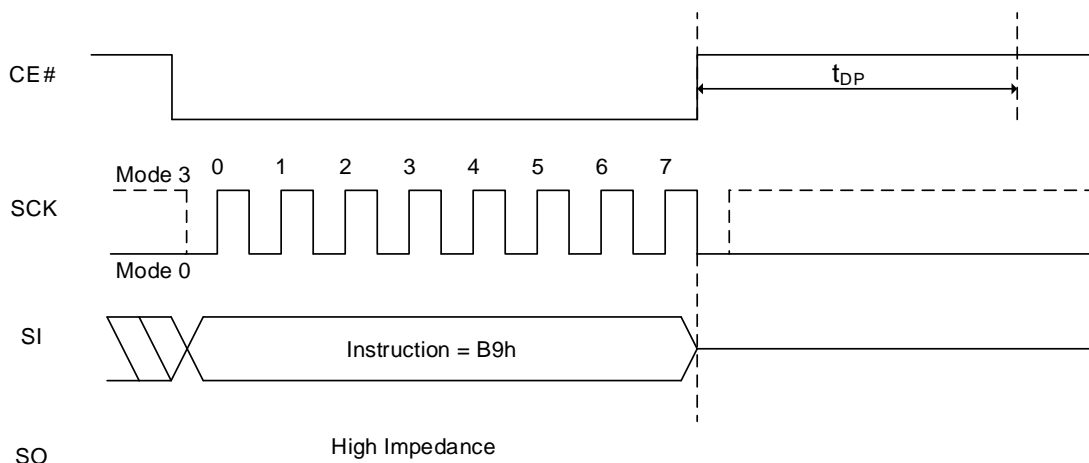 CE#
t_DP
Mode 3
0 1 2 3 4 5 6 7
SCK
Mode 0
SI
Instruction = B9h
High Impedance
SO